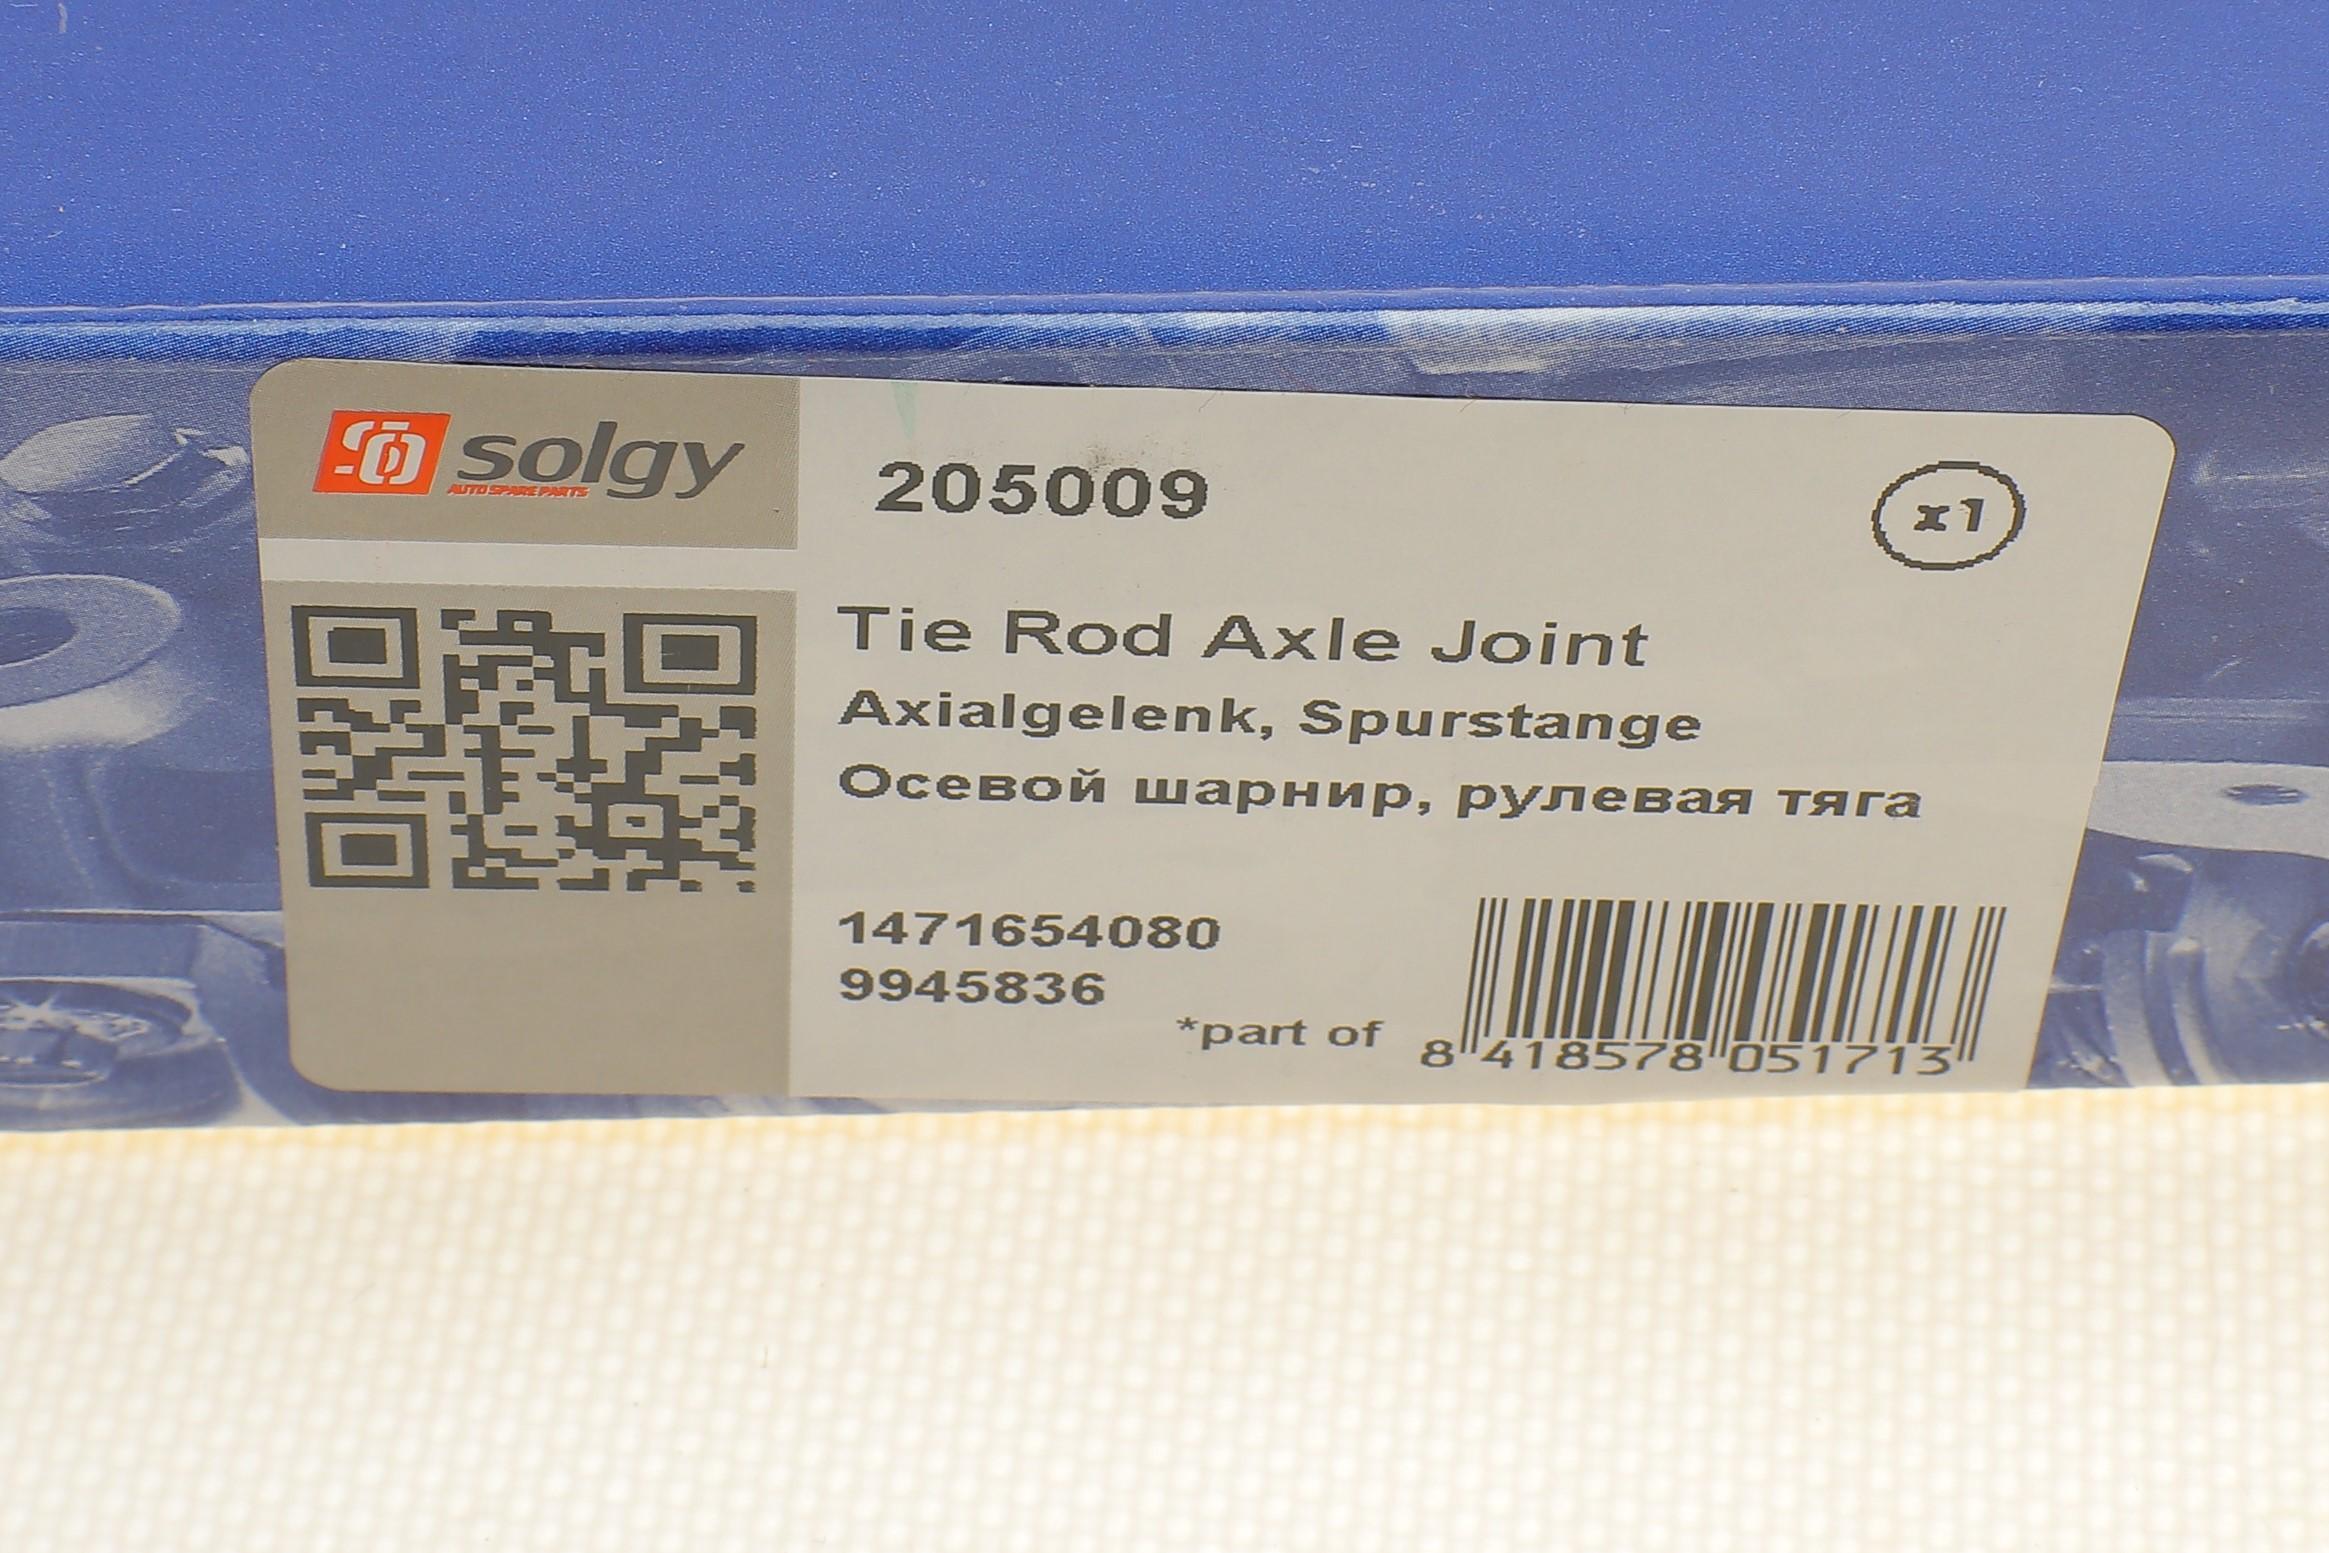 solgy
AUTO SPARE PARTS
205009
x1
Tie Rod Axle Joint
Axialgelenk, Spurstange
Осевой шарнир, рулевая тяга
1471654080
9945836
*part of
8 418578 051713